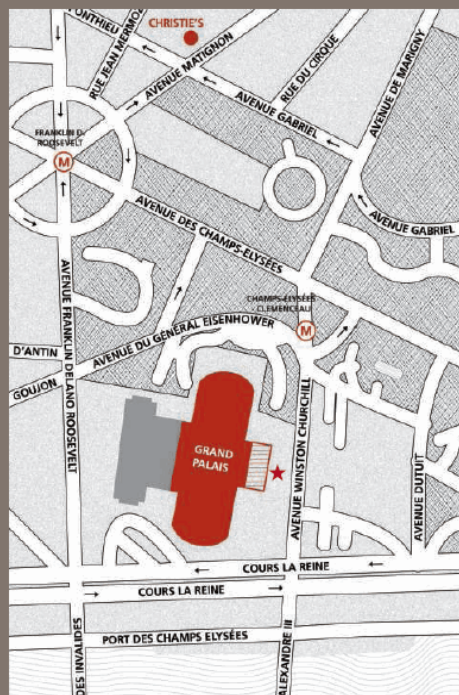 CHRISTIE'S
PONTHIEU
RUE JEAN MERMOZ
AVENUE MATIGNON
RUE DU CIRQUE
AVENUE DE MARIGNY
AVENUE GABRIEL
FRANKLIN D.
ROOSEVELT
M
AVENUE GABRIEL
AVENUE DES CHAMPS-ELYSÉES
CHAMPS-ELYSÉES
CLEMENCEAU
M
AVENUE DU GÉNÉRAL EISENHOWER
D'ANTIN
GOUJON
AVENUE FRANKLIN DELANO ROOSEVELT
GRAND
PALAIS
AVENUE WINSTON CHURCHILL
AVENUE DUTUIT
COURS LA REINE
COURS LA REINE
PORT DES CHAMPS ELYSÉES
DES INVALIDES
ALEXANDRE III